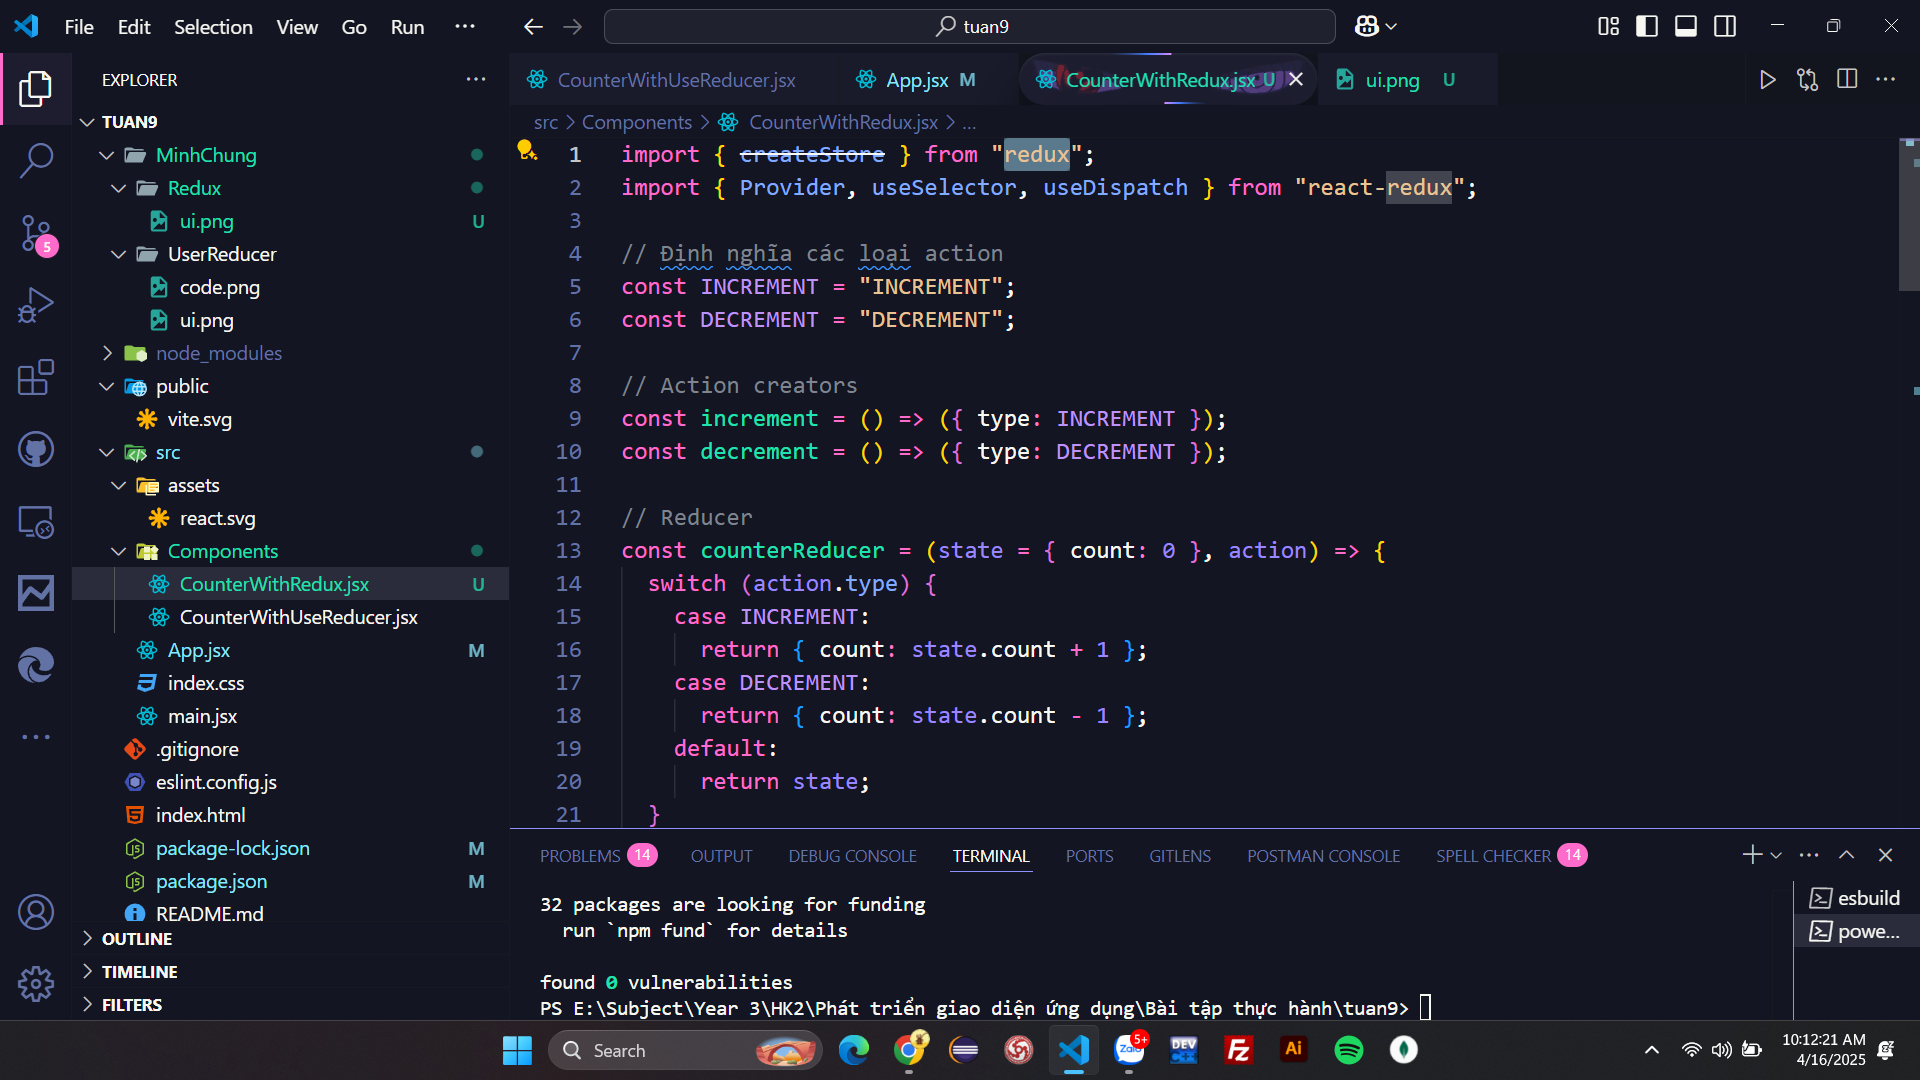 File Edit Selection View Go Run ···
tuan9
EXPLORER
TUAN9
MinhChung
Redux
ui.png U
UserReducer
code.png
ui.png
node_modules
public
vite.svg
src
assets
react.svg
Components
CounterWithRedux.jsx U
CounterWithUseReducer.jsx
App.jsx M
index.css
main.jsx
.gitignore
eslint.config.js
index.html
package-lock.json M
package.json M
README.md
OUTLINE
TIMELINE
FILTERS
5
CounterWithUseReducer.jsx App.jsx M CounterWithRedux.jsx U ui.png U
src > Components > CounterWithRedux.jsx > ...
1 import { createStore } from "redux";
2 import { Provider, useSelector, useDispatch } from "react-redux";
3
4 // Định nghĩa các loại action
5 const INCREMENT = "INCREMENT";
6 const DECREMENT = "DECREMENT";
7
8 // Action creators
9 const increment = () => ({ type: INCREMENT });
10 const decrement = () => ({ type: DECREMENT });
11
12 // Reducer
13 const counterReducer = (state = { count: 0 }, action) => {
14 switch (action.type) {
15 case INCREMENT:
16 return { count: state.count + 1 };
17 case DECREMENT:
18 return { count: state.count - 1 };
19 default:
20 return state;
21 }
PROBLEMS 14 OUTPUT DEBUG CONSOLE TERMINAL PORTS GITLENS POSTMAN CONSOLE SPELL CHECKER 14
32 packages are looking for funding
run `npm fund` for details
found 0 vulnerabilities
PS E:\Subject\Year 3\HK2\Phát triển giao diện ứng dụng\Bài tập thực hành\tuan9>
esbuild
powe...
Search
Zalo 5+
DEV
Fz
Ai
10:12:21 AM
4/16/2025